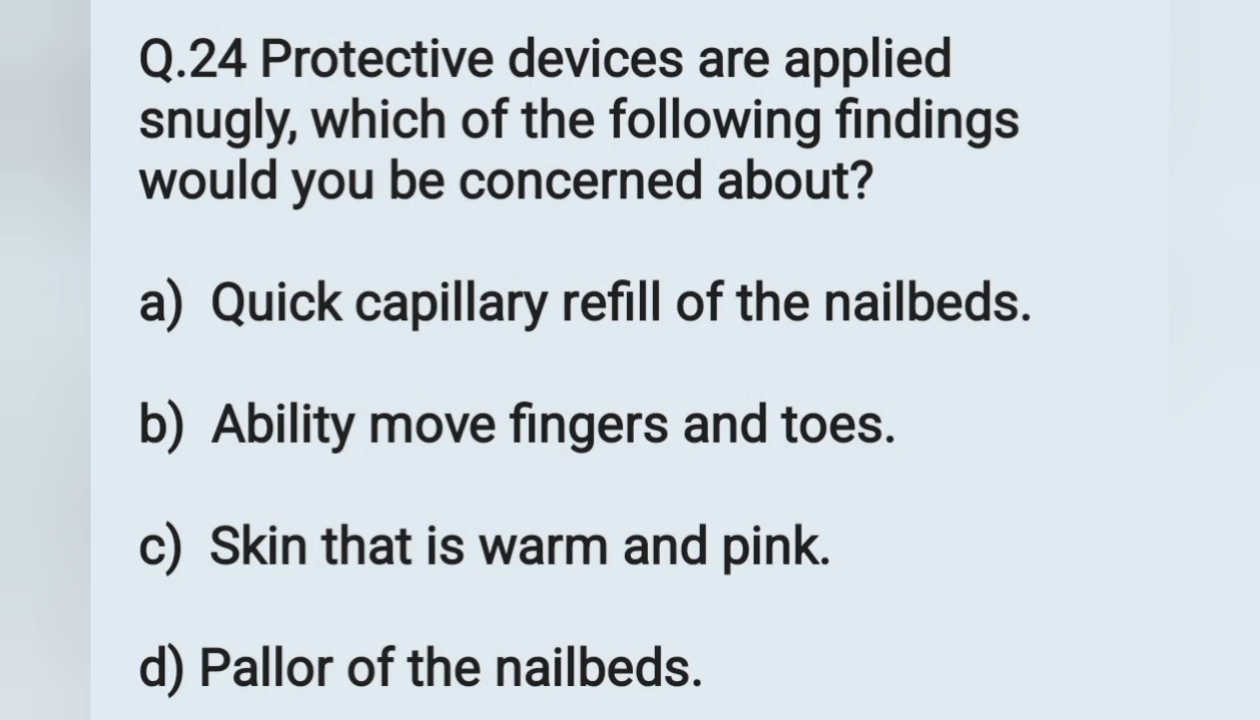 Q.24 Protective devices are applied
snugly, which of the following findings
would you be concerned about?
a) Quick capillary refill of the nailbeds.
b) Ability move fingers and toes.
c) Skin that is warm and pink.
d) Pallor of the nailbeds.